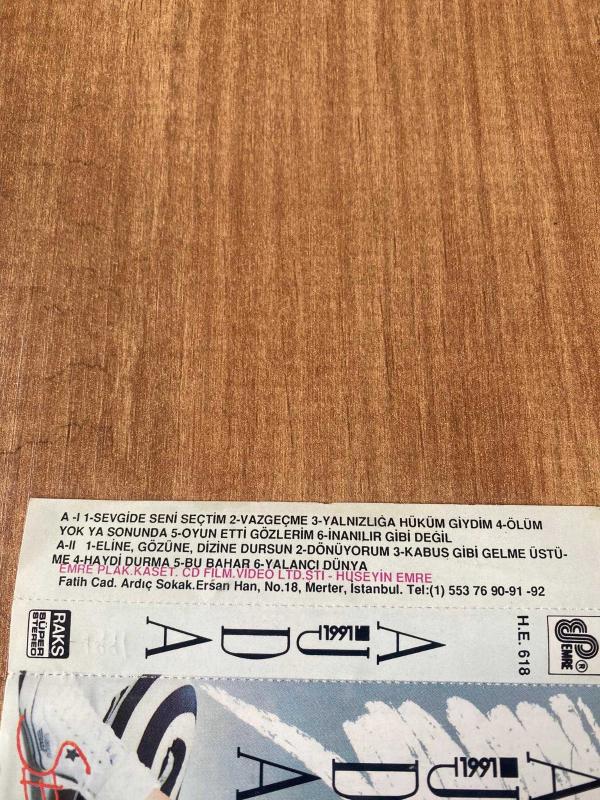 A -I 1-SEVGİDE SENİ SEÇTİM 2-VAZGEÇME 3-YALNIZLIĞA HÜKÜM GİYDİM 4-ÖLÜM
YOK YA SONUNDA 5-OYUN ETTİ GÖZLERİM 6-İNANILIR GİBİ DEĞİL
A-II 1-ELİNE, GÖZÜNE, DİZİNE DURSUN 2-DÖNÜYORUM 3-KABUS GİBİ GELME ÜSTÜ-
ME 4-HAYDİ DURMA 5-BU BAHAR 6-YALANCI DÜNYA
EMRE PLAK.KASET. CD FILM.VİDEO LTD.ŞTİ - HÜSEYİN EMRE
Fatih Cad. Ardıç Sokak.Ersan Han, No.18, Merter, İstanbul. Tel:(1) 553 76 90-91 -92
RAKS
SÜPER
STEREO
A D U A
1991
H.E. 618
EMRE
®
A D U A
1991